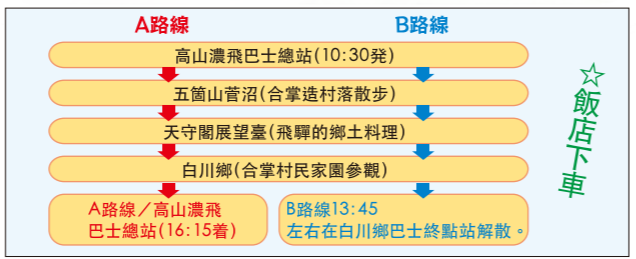 A路線 B路線
高山濃飛巴士總站(10:30発)
五箇山菅沼(合掌造村落散步)
天守閣展望臺(飛驒的鄉土料理)
白川鄉(合掌村民家園參觀)
A路線／高山濃飛
巴士總站(16:15着)
B路線13:45
左右在白川鄉巴士終點站解散。
☆飯店下車